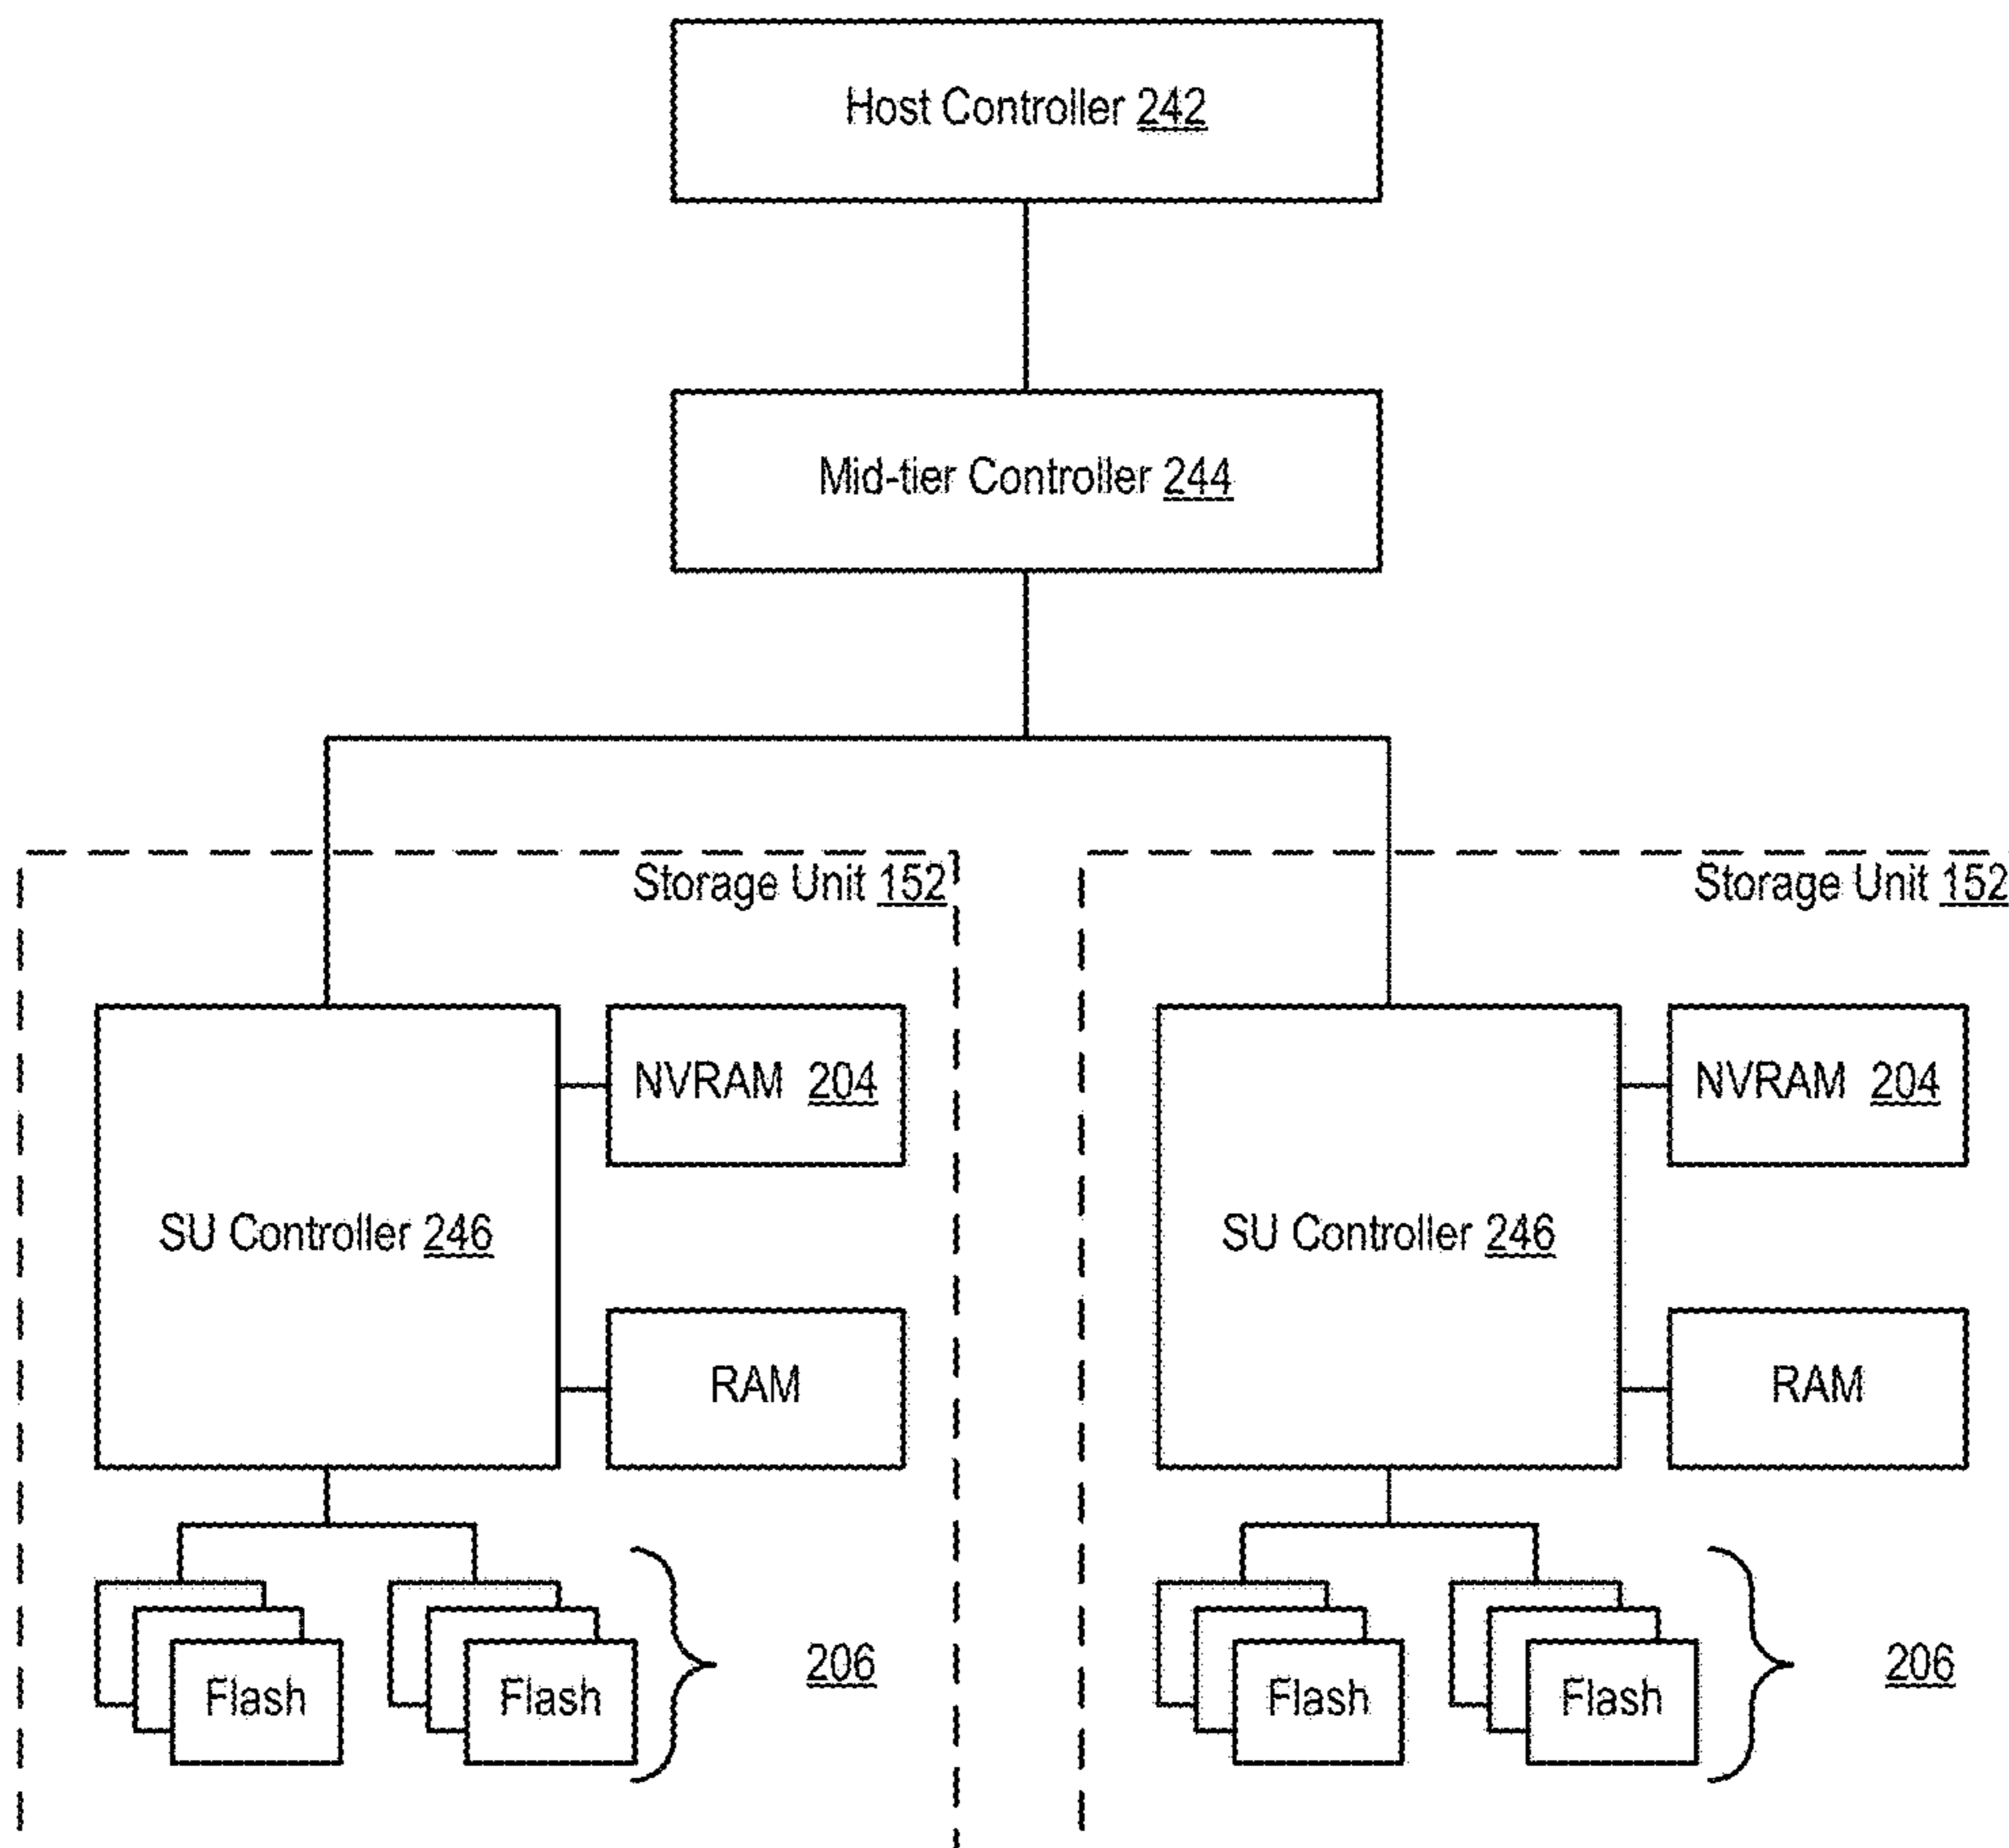 Host Controller 242
Mid-tier Controller 244
Storage Unit 152
SU Controller 246
NVRAM 204
RAM
Flash
Flash
206
Storage Unit 152
SU Controller 246
NVRAM 204
RAM
Flash
Flash
206